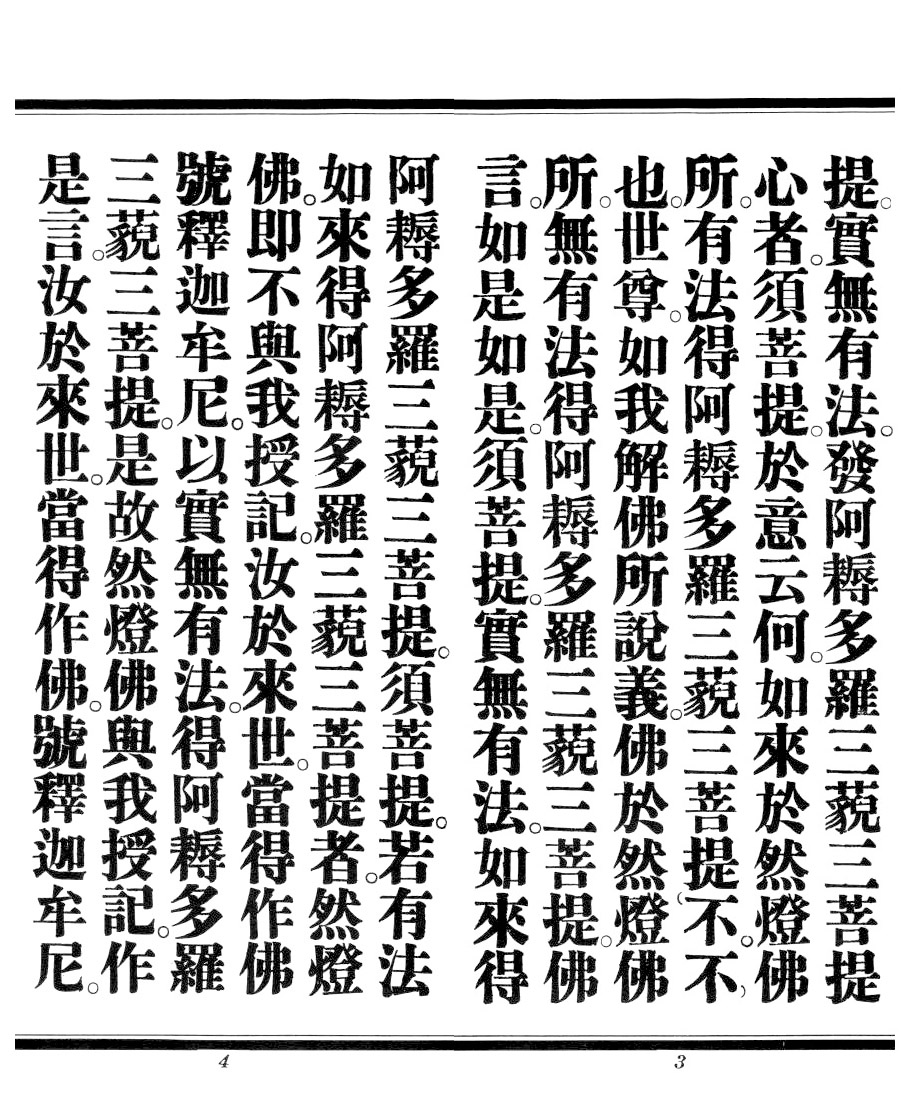 提。實無有法。發阿耨多羅三藐三菩提
心者。須菩提。於意云何。如來於然燈佛
所。有法得阿耨多羅三藐三菩提、不。不、
也。世尊。如我解佛所說義。佛於然燈佛
所。無有法得阿耨多羅三藐三菩提。佛
言。如是如是。須菩提。實無有法。如來得
3
阿耨多羅三藐三菩提。須菩提。若有法
如來得阿耨多羅三藐三菩提者。然燈
佛。即不與我授記。汝於來世。當得作佛
號釋迦牟尼。以實無有法。得阿耨多羅
三藐三菩提。是故然燈佛與我授記。作
是言。汝於來世。當得作佛。號釋迦牟尼。
4